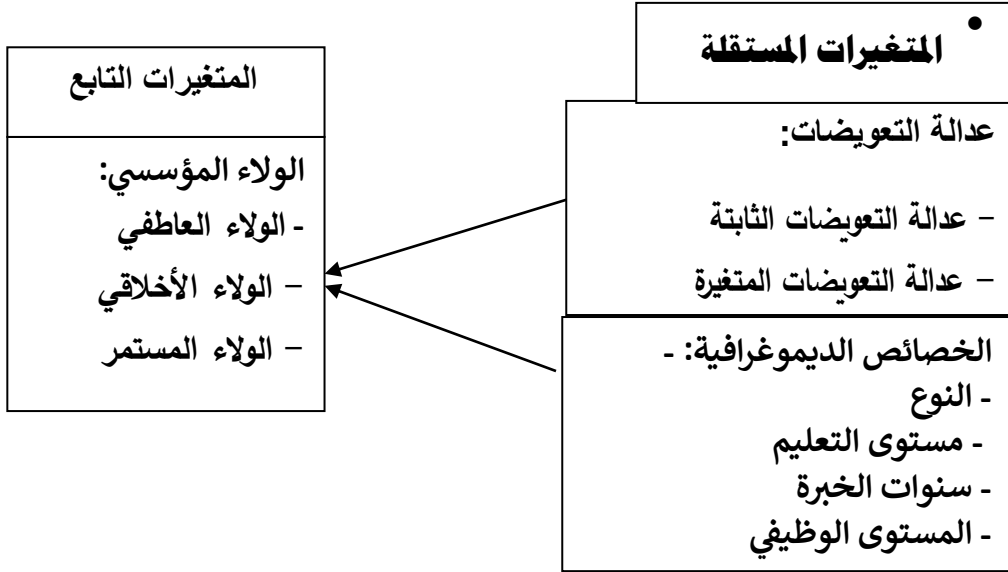 • المتغيرات المستقلة
عدالة التعويضات:
- عدالة التعويضات الثابتة
- عدالة التعويضات المتغيرة
الخصائص الديموغرافية: -
- النوع
- مستوى التعليم
- سنوات الخبرة
- المستوى الوظيفي
المتغيرات التابع
الولاء المؤسسي:
- الولاء العاطفي
- الولاء الأخلاقي
- الولاء المستمر